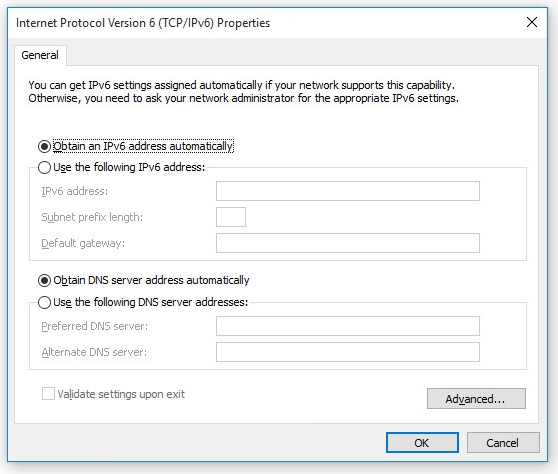 Internet Protocol Version 6 (TCP/IPv6) Properties
General
You can get IPv6 settings assigned automatically if your network supports this capability.
Otherwise, you need to ask your network administrator for the appropriate IPv6 settings.
Obtain an IPv6 address automatically
Use the following IPv6 address:
IPv6 address:
Subnet prefix length:
Default gateway:
Obtain DNS server address automatically
Use the following DNS server addresses:
Preferred DNS server:
Alternate DNS server:
Validate settings upon exit
Advanced...
OK Cancel